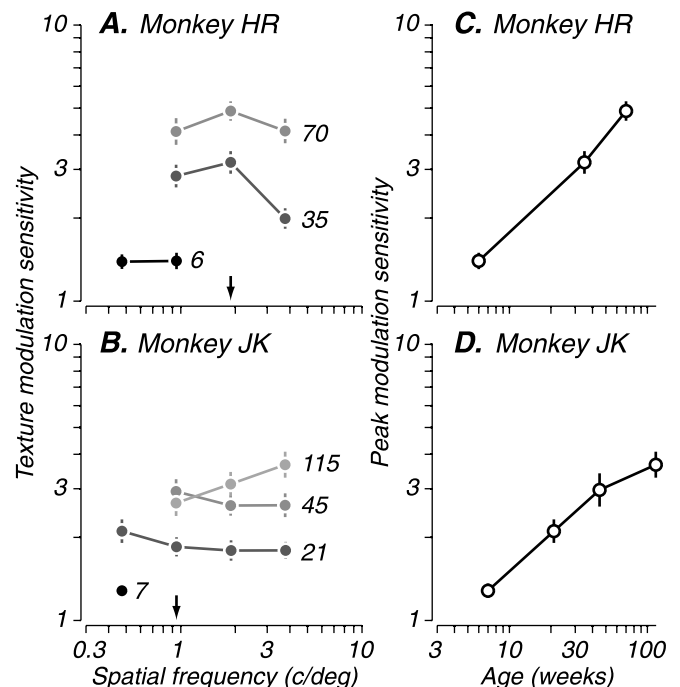 A. Monkey HR
C. Monkey HR
10
3
1
70
35
6
10
3
1
Texture modulation sensitivity
Peak modulation sensitivity
B. Monkey JK
D. Monkey JK
10
3
1
115
45
21
7
10
3
1
0.3 1 3 10
3 10 30 100
Spatial frequency (c/deg)
Age (weeks)